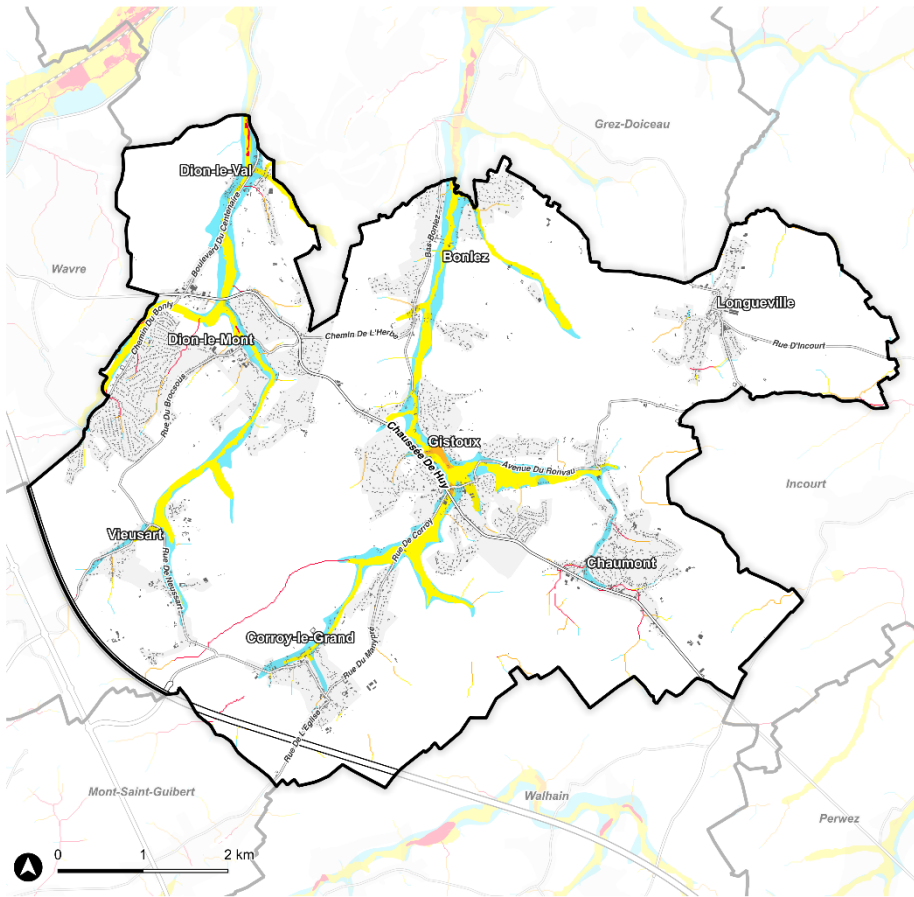 Grez-Doiceau
Dion-le-Val
Boulevard Du Centenaire
Bas-Bonlez
Bonlez
Wavre
Longueville
Chemin Du Bonly
Dion-le-Mont
Chemin De L'Herbe
Rue D'Incourt
Rue Du Brocsous
Chaussée De Huy
Gistoux
Avenue Du Ronvau
Incourt
Vieusart
Rue De Neussart
Rue De Corroy
Chaumont
Corroy-le-Grand
Rue Du Manypré
Rue De L'Eglise
Mont-Saint-Guibert
Walhain
Perwez
0 1 2 km